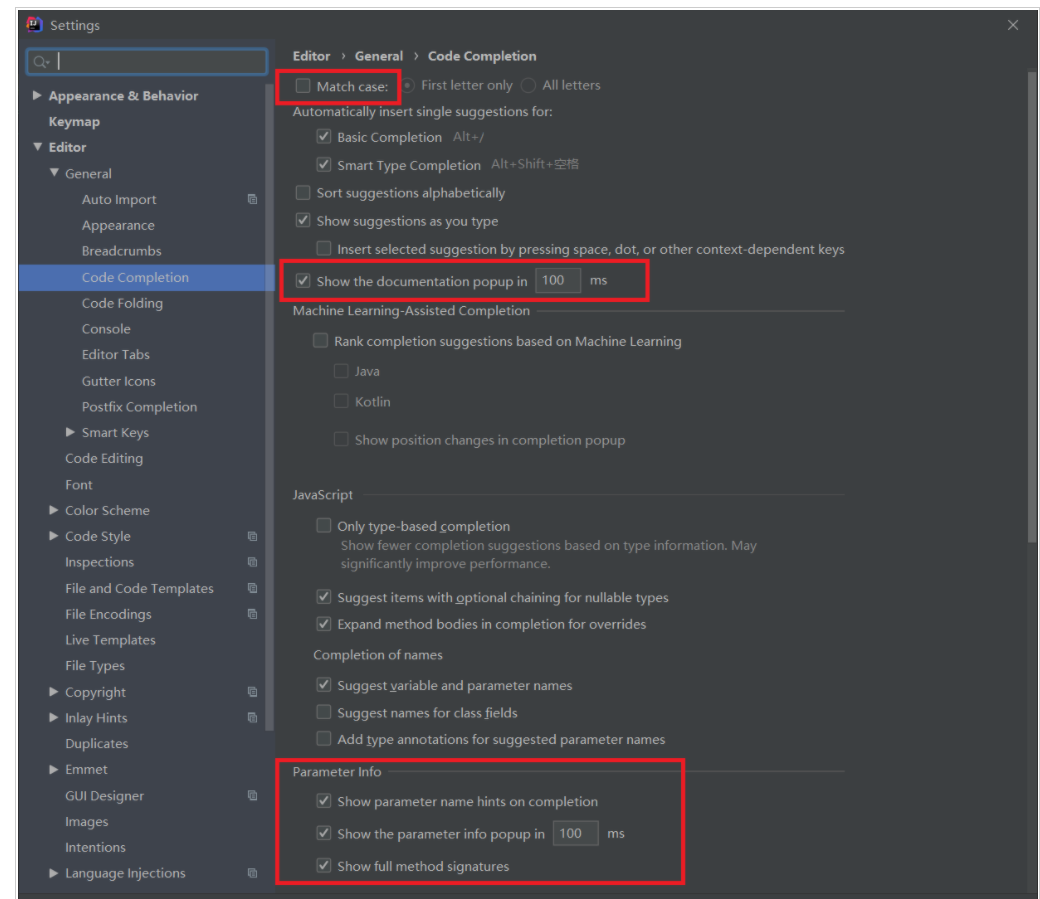 Settings
Editor › General › Code Completion
Match case: First letter only All letters
Appearance & Behavior
Automatically insert single suggestions for:
Keymap
Basic Completion Alt+/
Editor
Smart Type Completion Alt+Shift+空格
General
Sort suggestions alphabetically
Auto Import
Show suggestions as you type
Appearance
Insert selected suggestion by pressing space, dot, or other context-dependent keys
Breadcrumbs
Code Completion
Show the documentation popup in 100 ms
Code Folding
Machine Learning-Assisted Completion
Console
Rank completion suggestions based on Machine Learning
Editor Tabs
Java
Gutter Icons
Kotlin
Postfix Completion
Smart Keys
Show position changes in completion popup
Code Editing
Font
JavaScript
Color Scheme
Only type-based completion
Code Style
Show fewer completion suggestions based on type information. May
significantly improve performance.
Inspections
File and Code Templates
Suggest items with optional chaining for nullable types
File Encodings
Expand method bodies in completion for overrides
Live Templates
Completion of names
File Types
Copyright
Suggest variable and parameter names
Inlay Hints
Suggest names for class fields
Duplicates
Add type annotations for suggested parameter names
Emmet
Parameter Info
GUI Designer
Show parameter name hints on completion
Images
Show the parameter info popup in 100 ms
Intentions
Show full method signatures
Language Injections